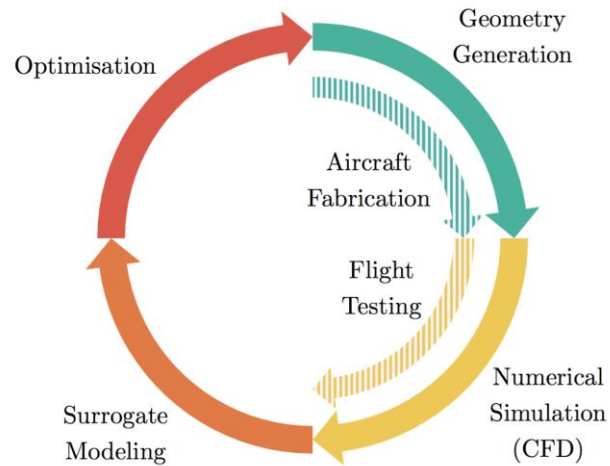 Geometry
Generation
Optimisation
Aircraft
Fabrication
Flight
Testing
Numerical
Simulation
(CFD)
Surrogate
Modeling